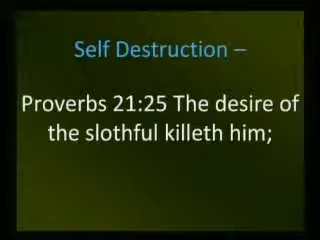 Self Destruction –
Proverbs 21:25 The desire of
the slothful killeth him;